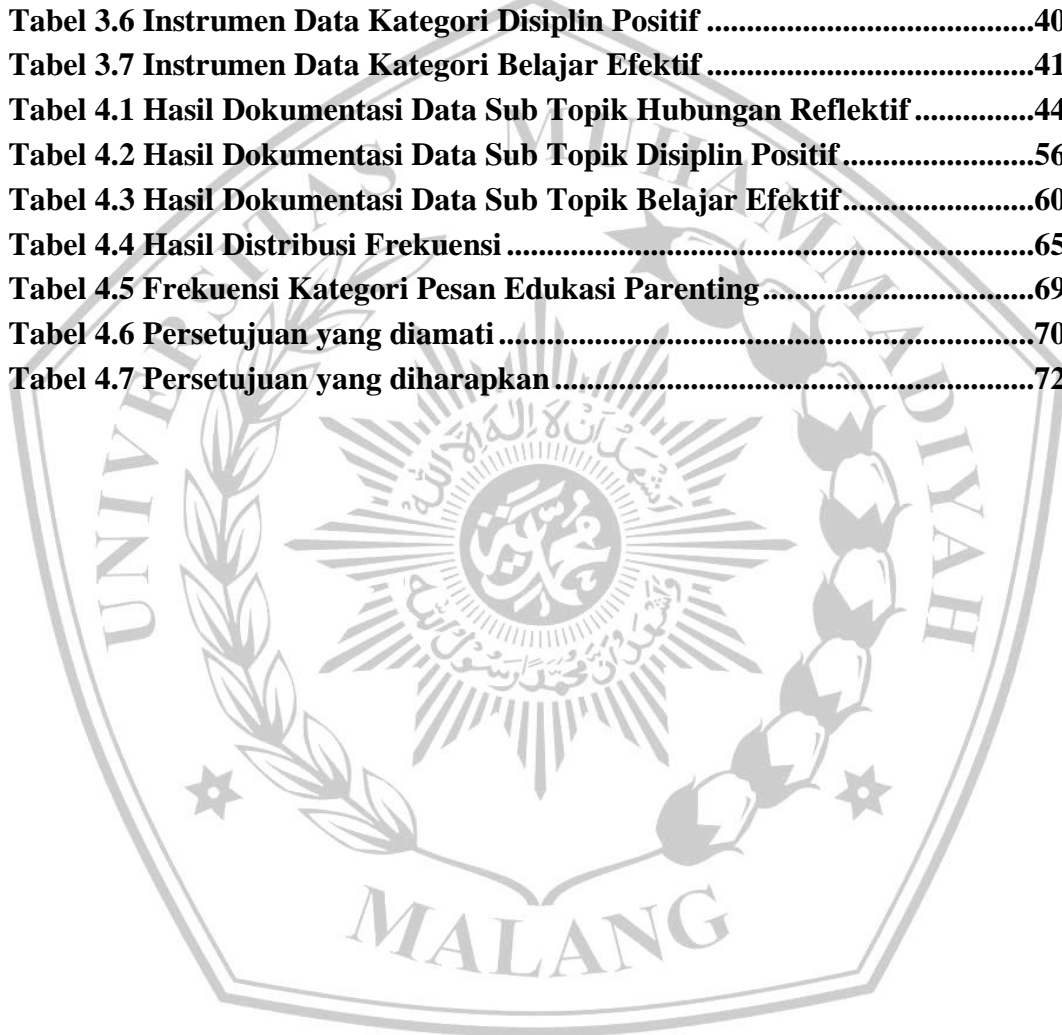 Tabel 3.6 Instrumen Data Kategori Disiplin Positif ..........................................40
Tabel 3.7 Instrumen Data Kategori Belajar Efektif..........................................41
Tabel 4.1 Hasil Dokumentasi Data Sub Topik Hubungan Reflektif ...............44
Tabel 4.2 Hasil Dokumentasi Data Sub Topik Disiplin Positif ........................56
Tabel 4.3 Hasil Dokumentasi Data Sub Topik Belajar Efektif ........................60
Tabel 4.4 Hasil Distribusi Frekuensi ...................................................................65
Tabel 4.5 Frekuensi Kategori Pesan Edukasi Parenting ..................................69
Tabel 4.6 Persetujuan yang diamati ....................................................................70
Tabel 4.7 Persetujuan yang diharapkan .............................................................72
UNIVERSITAS MUHAMMADIYAH
MALANG